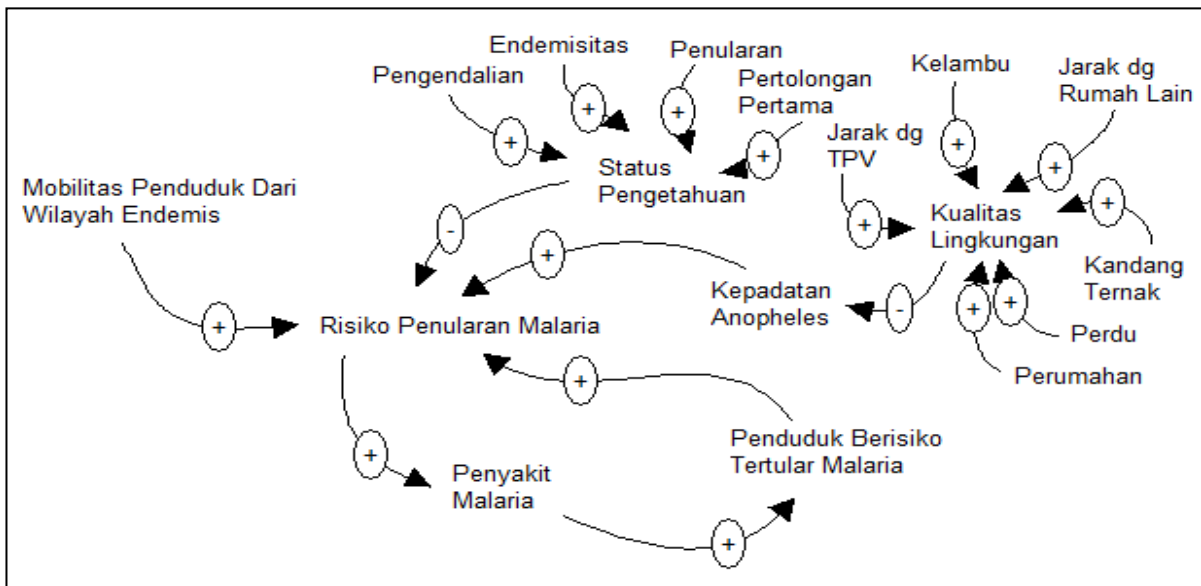 Endemisitas
Penularan
Pengendalian
Pertolongan
Pertama
Kelambu
Jarak dg
Rumah Lain
Jarak dg
TPV
+
+
+
+
+
+
+
+
Mobilitas Penduduk Dari
Wilayah Endemis
Status
Pengetahuan
Kualitas
Lingkungan
-
+
Kandang
Ternak
Kepadatan
Anopheles
-
+
+
Perdu
Perumahan
+
Risiko Penularan Malaria
+
+
Penduduk Berisiko
Tertular Malaria
Penyakit
Malaria
+